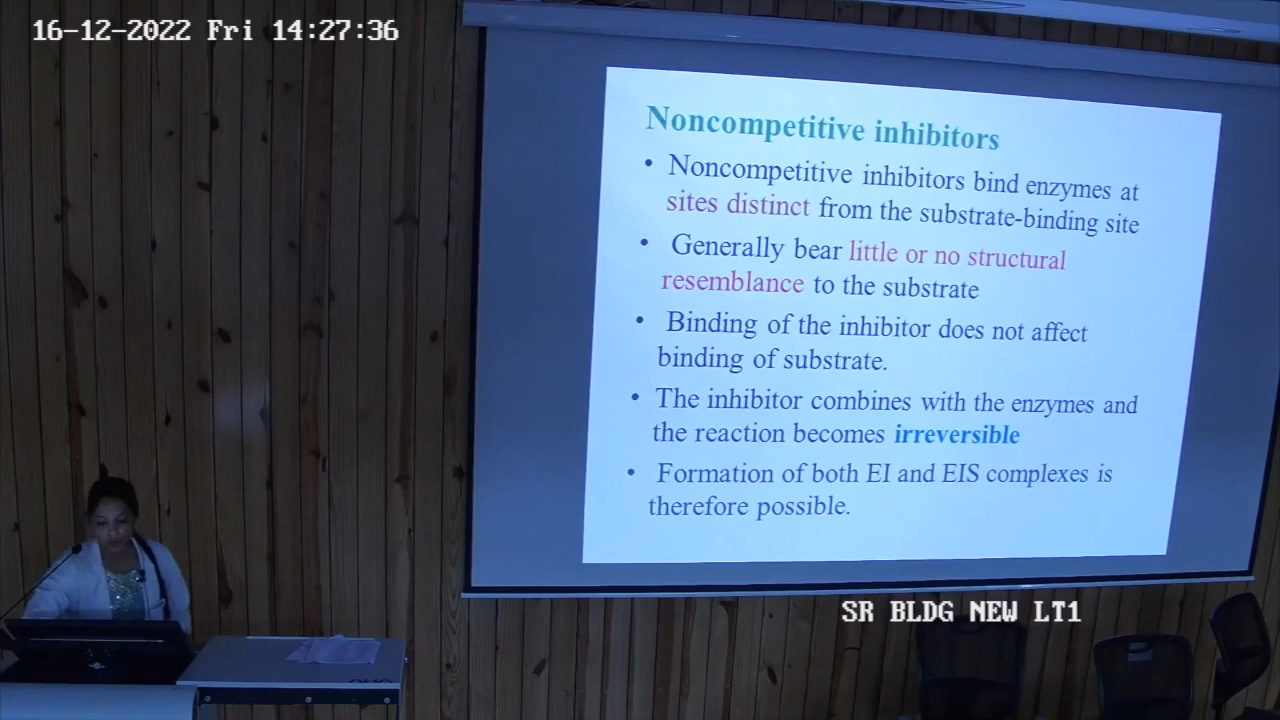 16-12-2022 Fri 14:27:36
Noncompetitive inhibitors
• Noncompetitive inhibitors bind enzymes at
sites distinct from the substrate-binding site
• Generally bear little or no structural
resemblance to the substrate
• Binding of the inhibitor does not affect
binding of substrate.
• The inhibitor combines with the enzymes and
the reaction becomes irreversible
• Formation of both EI and EIS complexes is
therefore possible.
SR BLDG NEW LT1